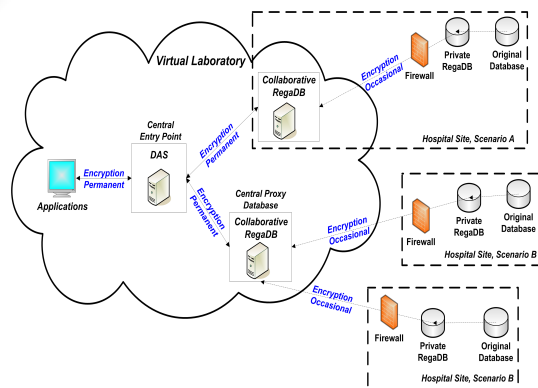 Virtual Laboratory
Collaborative
RegaDB
Encryption
Occasional
Firewall
Private
RegaDB
Original
Database
Hospital Site, Scenario A
Central
Entry Point
DAS
Encryption
Permanent
Encryption
Permanent
Applications
Encryption
Permanent
Central Proxy
Database
Collaborative
RegaDB
Encryption
Occasional
Firewall
Private
RegaDB
Original
Database
Hospital Site, Scenario B
Encryption
Occasional
Firewall
Private
RegaDB
Original
Database
Hospital Site, Scenario B